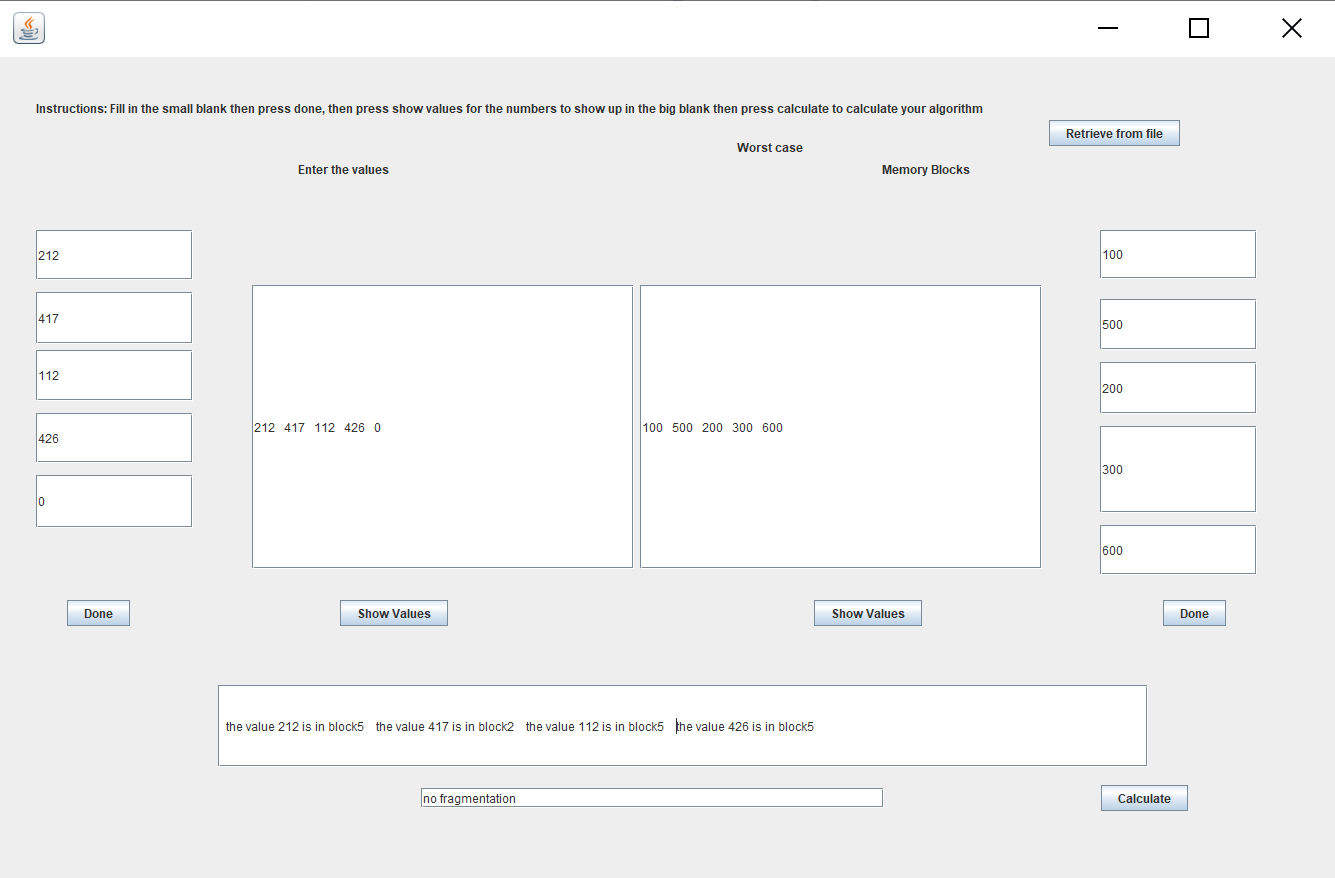 Instructions: Fill in the small blank then press done, then press show values for the numbers to show up in the big blank then press calculate to calculate your algorithm
Retrieve from file
Worst case
Enter the values
Memory Blocks
212
417
112
426
0
212 417 112 426 0
100 500 200 300 600
100
500
200
300
600
Done
Show Values
Show Values
Done
the value 212 is in block5 the value 417 is in block2 the value 112 is in block5 the value 426 is in block5
no fragmentation
Calculate